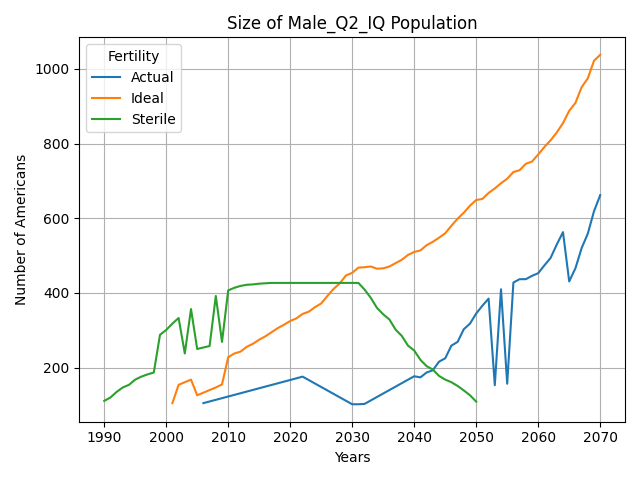 Size of Male_Q2_IQ Population
Fertility
Actual
Ideal
Sterile
Number of Americans
1000
800
600
400
200
1990 2000 2010 2020 2030 2040 2050 2060 2070
Years